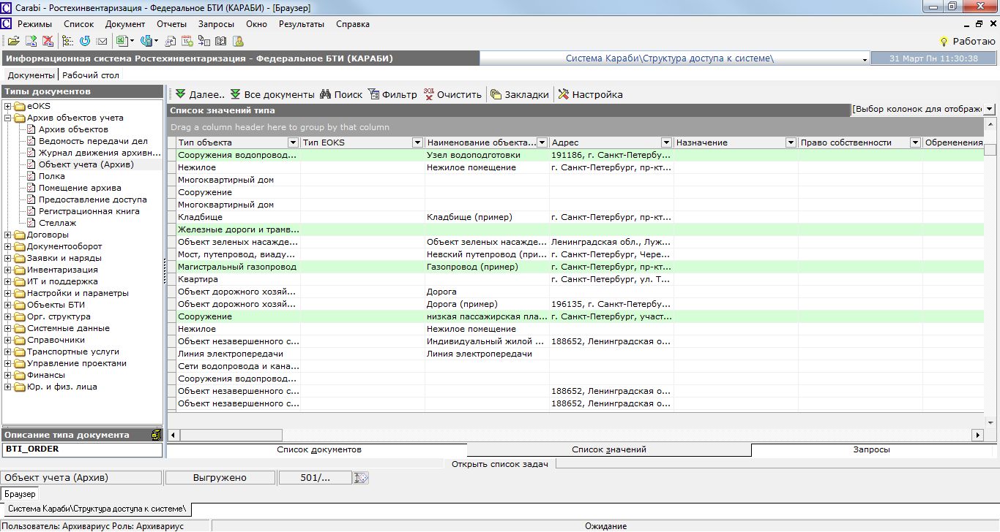 Carabi - Ростехинвентаризация - Федеральное БТИ (КАРАБИ) - [Браузер]
Режимы Список Документ Отчеты Запросы Окно Результаты Справка
Работаю
Информационная система Ростехинвентаризация - Федеральное БТИ (КАРАБИ) Система Караби\Структура доступа к системе\ 31 Март Пн 11:30:38
Документы Рабочий стол
Типы документов
еОКS
Архив объектов учета
Архив объектов
Ведомость передачи дел
Журнал движения архивн...
Объект учета (Архив)
Полка
Помещение архива
Предоставление доступа
Регистрационная книга
Стеллаж
Договоры
Документооборот
Заявки и наряды
Инвентаризация
ИТ и поддержка
Настройки и параметры
Объекты БТИ
Орг. структура
Системные данные
Справочники
Транспортные услуги
Управление проектами
Финансы
Юр. и физ. лица
Описание типа документа
BTI_ORDER
Далее.. Все документы Поиск Фильтр SQL Очистить Закладки Настройка
Список значений типа [Выбор колонок для отображ
Drag a column header here to group by that column
Тип объекта Тип EOKS Наименование объекта... Адрес Назначение Право собственности Обременения
Сооружения водопровод... Узел водоподготовки 191186, г. Санкт-Петербу...
Нежилое Нежилое помещение г. Санкт-Петербург, пр-кт...
Многоквартирный дом
Сооружение
Многоквартирный дом
Кладбище Кладбище (пример) г. Санкт-Петербург, пр-кт...
Железные дороги и трамв...
Объект зеленых насажде... Объект зеленых насажде... Ленинградская обл., Луж...
Мост, путепровод, виаду... Невский путепровод (при... г. Санкт-Петербург, Чере...
Магистральный газопровод Газопровод (пример) г. Санкт-Петербург, пр-кт...
Квартира г. Санкт-Петербург, ул. Т...
Объект дорожного хозяй... Дорога
Объект дорожного хозяй... Дорога (пример) 196135, г. Санкт-Петербу...
Сооружение низкая пассажирская пла... г. Санкт-Петербург, участ...
Нежилое Нежилое помещение
Объект незавершенного с... Индивидуальный жилой ... 188652, Ленинградская о...
Линия электропередачи Линия электропередачи
Сети водопровода и кана...
Сооружения водопровод...
Объект незавершенного с... 188652, Ленинградская о...
Объект незавершенного с... 188652, Ленинградская о...
Список документов Список значений Запросы
Открыть список задач
Объект учета (Архив) Выгружено 501/...
Браузер
Система Караби\Структура доступа к системе\
Пользователь: Архивариус Роль: Архивариус Ожидание